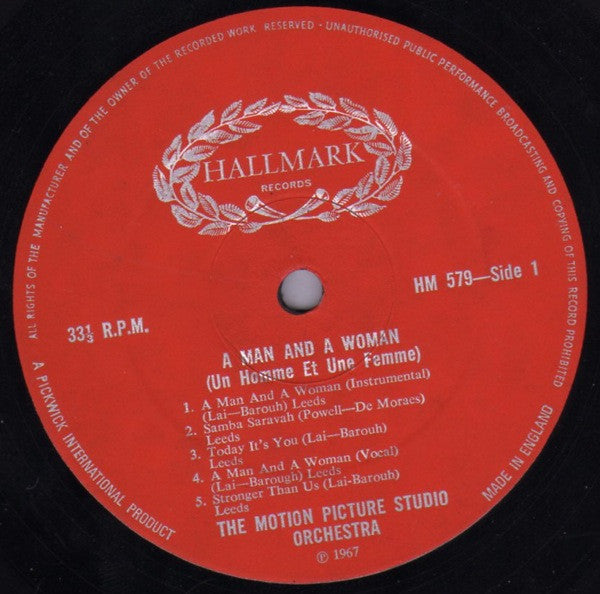 ALL RIGHTS OF THE MANUFACTURER AND OF THE OWNER OF THE RECORDED WORK RESERVED - UNAUTHORISED PUBLIC PERFORMANCE BROADCASTING AND COPYING OF THIS RECORD PROHIBITED
HALLMARK
RECORDS
HM 579—Side 1
33⅓ R.P.M.
A MAN AND A WOMAN
(Un Homme Et Une Femme)
1. A Man And A Woman (Instrumental)
(Lai—Barouh) Leeds
2. Samba Saravah (Powell—De Moraes)
Leeds
3. Today It's You (Lai—Barouh)
Leeds
4. A Man And A Woman (Vocal)
(Lai—Barough) Leeds
5. Stronger Than Us (Lai-Barouh)
Leeds
THE MOTION PICTURE STUDIO
ORCHESTRA
℗ 1967
A PICKWICK INTERNATIONAL PRODUCT
MADE IN ENGLAND